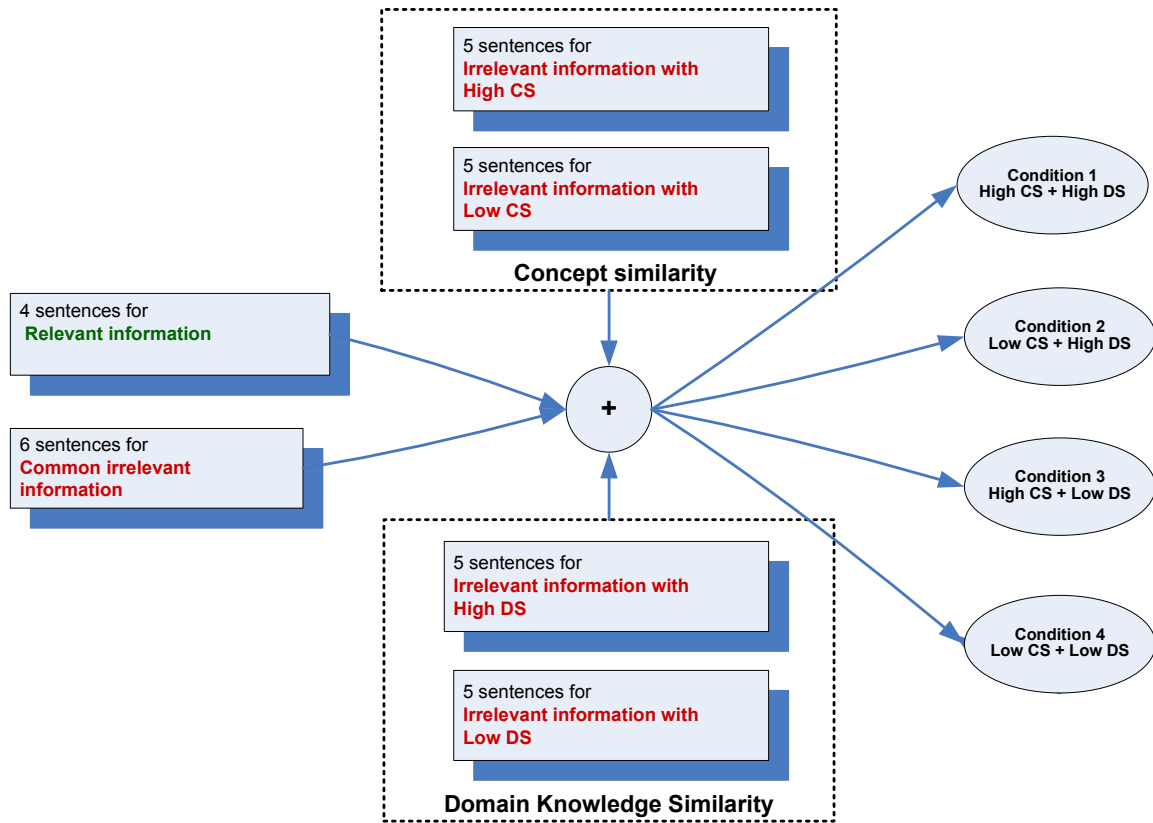 5 sentences for
Irrelevant information with
High CS
5 sentences for
Irrelevant information with
Low CS
Concept similarity
4 sentences for
Relevant information
6 sentences for
Common irrelevant
information
+
5 sentences for
Irrelevant information with
High DS
5 sentences for
Irrelevant information with
Low DS
Domain Knowledge Similarity
Condition 1
High CS + High DS
Condition 2
Low CS + High DS
Condition 3
High CS + Low DS
Condition 4
Low CS + Low DS